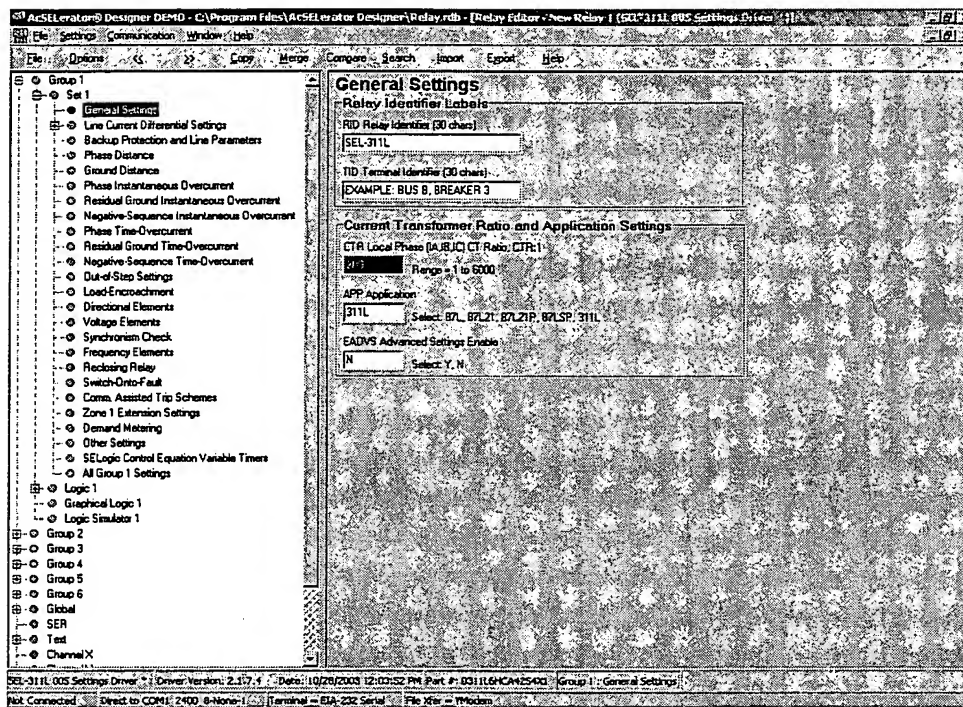 AcSELerator® Designer DEMO - C:\Program Files\AcSELerator Designer\Relay.rdb - [Relay Editor - New Relay 1 (SEL-311L 005 Settings Driver *)]
File Settings Communication Window Help
File Options << >> Copy Merge Compare Search Import Export Help
Group 1
Set 1
General Settings
Line Current Differential Settings
Backup Protection and Line Parameters
Phase Distance
Ground Distance
Phase Instantaneous Overcurrent
Residual Ground Instantaneous Overcurrent
Negative-Sequence Instantaneous Overcurrent
Phase Time-Overcurrent
Residual Ground Time-Overcurrent
Negative-Sequence Time-Overcurrent
Out-of-Step Settings
Load-Encroachment
Directional Elements
Voltage Elements
Synchronism Check
Frequency Elements
Reclosing Relay
Switch-Onto-Fault
Comm. Assisted Trip Schemes
Zone 1 Extension Settings
Demand Metering
Other Settings
SELogic Control Equation Variable Timers
All Group 1 Settings
Logic 1
Graphical Logic 1
Logic Simulator 1
Group 2
Group 3
Group 4
Group 5
Group 6
Global
SER
Text
Channel X
General Settings
Relay Identifier Labels
RID Relay Identifier (30 chars)
SEL-311L
TID Terminal Identifier (30 chars)
EXAMPLE: BUS B, BREAKER 3
Current Transformer Ratio and Application Settings
CTR Local Phase (IA,IB,IC) CT Ratio, CTR:1
Range = 1 to 6000
APP Application
311L
Select: 87L, 87L21, 87L21P, 87LSP, 311L
EADVS Advanced Settings Enable
N
Select: Y, N
SEL-311L 005 Settings Driver * Driver Version: 2.1.7.4 Date: 10/28/2003 12:03:52 PM Part #: Group 1 : General Settings
Not Connected Direct to COM1: 2400 8-None-1 Terminal = EIA-232 Serial File Xfer = YModem